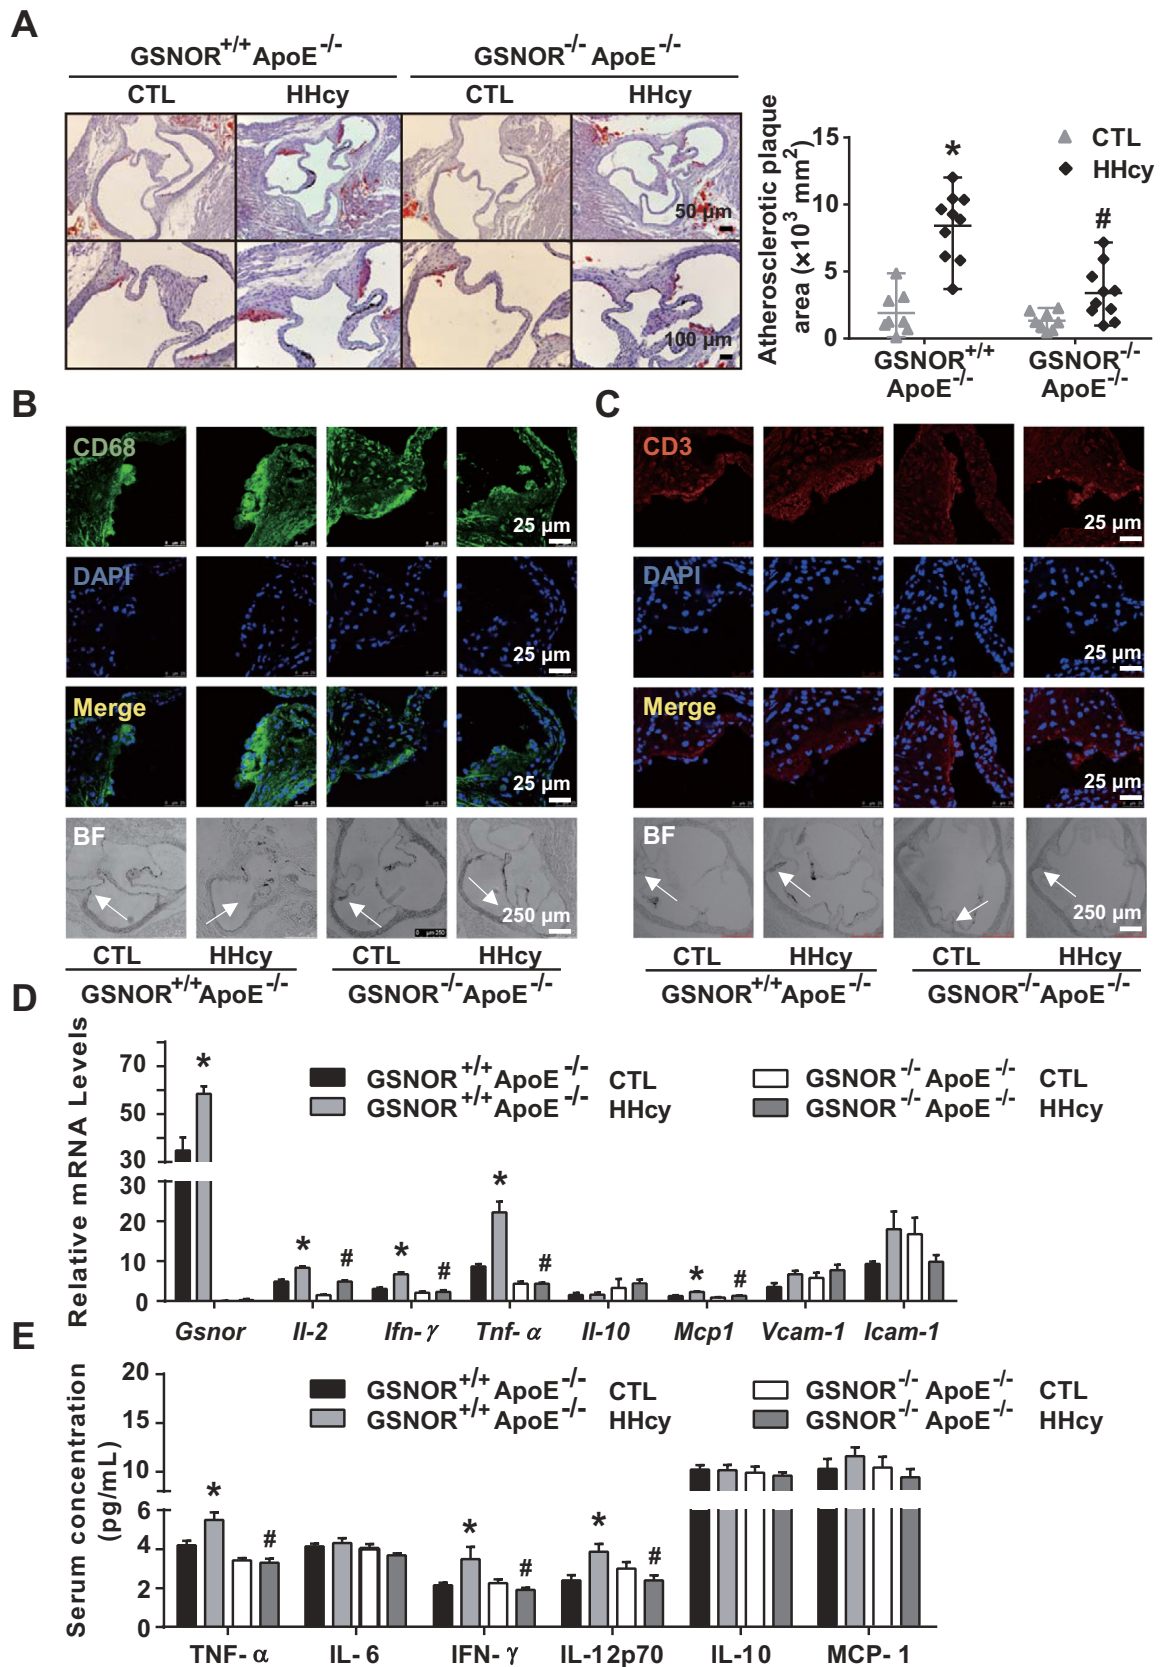 A
GSNOR+/+ ApoE-/-
GSNOR-/- ApoE-/-
CTL
HHcy
CTL
HHcy
50 µm
100 µm
Atherosclerotic plaque
area (×10³ mm²)
15
10
5
0
*
#
CTL
HHcy
GSNOR+/+
ApoE-/-
GSNOR-/-
ApoE-/-
B
CD68
25 µm
DAPI
25 µm
Merge
25 µm
BF
250 µm
CTL
HHcy
CTL
HHcy
GSNOR+/+ApoE-/-
GSNOR-/-ApoE-/-
C
CD3
25 µm
DAPI
25 µm
Merge
25 µm
BF
250 µm
CTL
HHcy
CTL
HHcy
GSNOR+/+ApoE-/-
GSNOR-/-ApoE-/-
D
Relative mRNA Levels
70
50
30
30
20
10
0
GSNOR+/+ ApoE-/- CTL
GSNOR+/+ ApoE-/- HHcy
GSNOR-/- ApoE-/- CTL
GSNOR-/- ApoE-/- HHcy
*
*
#
*
#
*
#
*
#
Gsnor
Il-2
Ifn-γ
Tnf-α
Il-10
Mcp1
Vcam-1
Icam-1
E
Serum concentration
(pg/mL)
20
15
10
6
4
2
0
GSNOR+/+ ApoE-/- CTL
GSNOR+/+ ApoE-/- HHcy
GSNOR-/- ApoE-/- CTL
GSNOR-/- ApoE-/- HHcy
*
#
*
#
*
#
TNF-α
IL-6
IFN-γ
IL-12p70
IL-10
MCP-1